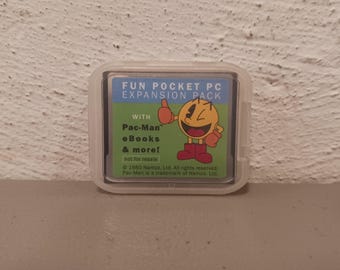 FUN POCKET PC
EXPANSION PACK
WITH
Pac-Man
eBooks
& more!
not for resale
© 1980 Namco, Ltd. All rights reserved.
Pac-Man is a trademark of Namco, Ltd.